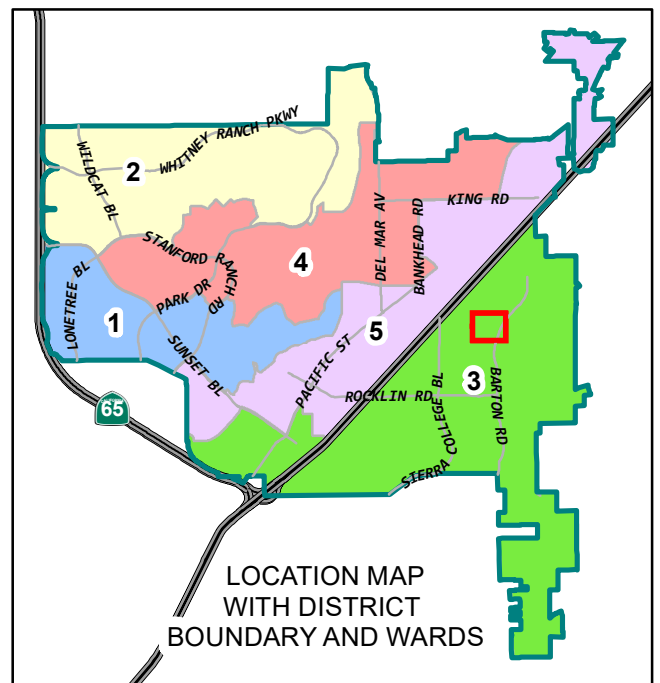 WILDCAT BL
WHITNEY RANCH PKWY
2
KING RD
DEL MAR AV
BANKHEAD RD
STANFORD RANCH RD
4
LONETREE BL
PARK DR
1
5
SUNSET BL
PACIFIC ST
ROCKLIN RD
3
BARTON RD
SIERRA COLLEGE BL
65
LOCATION MAP
WITH DISTRICT
BOUNDARY AND WARDS